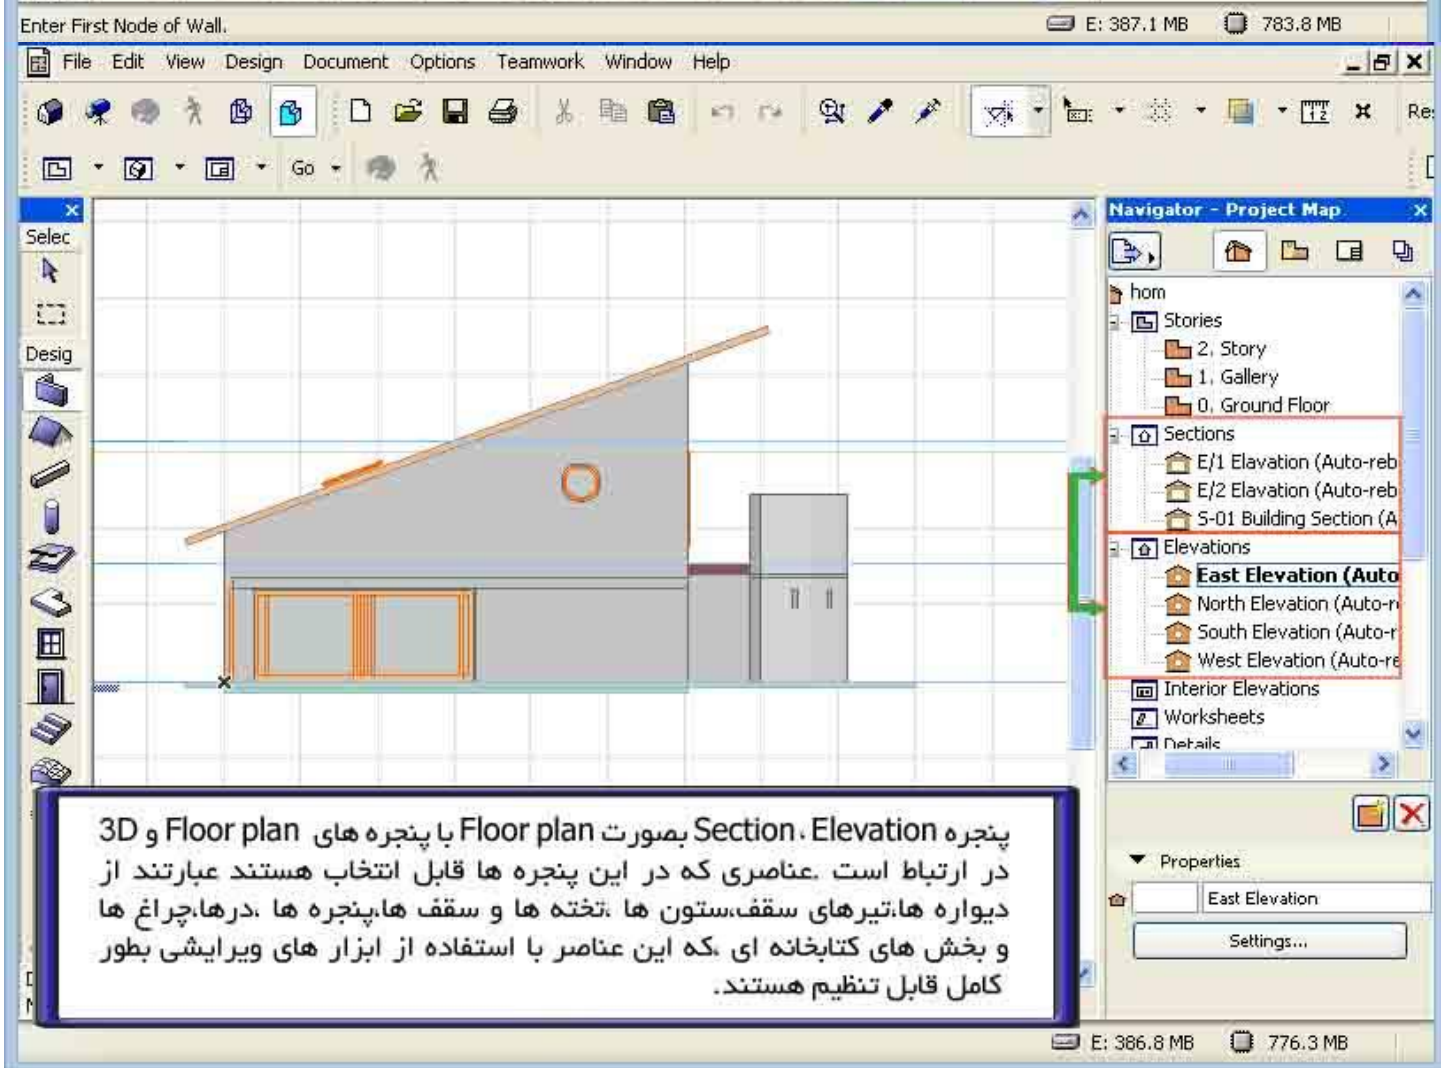 Enter First Node of Wall.
E: 387.1 MB
783.8 MB
File Edit View Design Document Options Teamwork Window Help
Re
Go
Selec
Desig
Navigator - Project Map
hom
Stories
2. Story
1. Gallery
0. Ground Floor
Sections
E/1 Elavation (Auto-reb
E/2 Elavation (Auto-reb
S-01 Building Section (A
Elevations
East Elevation (Auto
North Elevation (Auto-r
South Elevation (Auto-r
West Elevation (Auto-re
Interior Elevations
Worksheets
Details
Properties
East Elevation
Settings...
پنجره Section، Elevation بصورت Floor plan با پنجره های Floor plan و 3D
در ارتباط است .عناصری که در این پنجره ها قابل انتخاب هستند عبارتند از
دیواره ها،تیرهای سقف،ستون ها ،تخته ها و سقف ها،پنجره ها ،درها،چراغ ها
و بخش های کتابخانه ای ،که این عناصر با استفاده از ابزار های ویرایشی بطور
کامل قابل تنظیم هستند.
E: 386.8 MB
776.3 MB